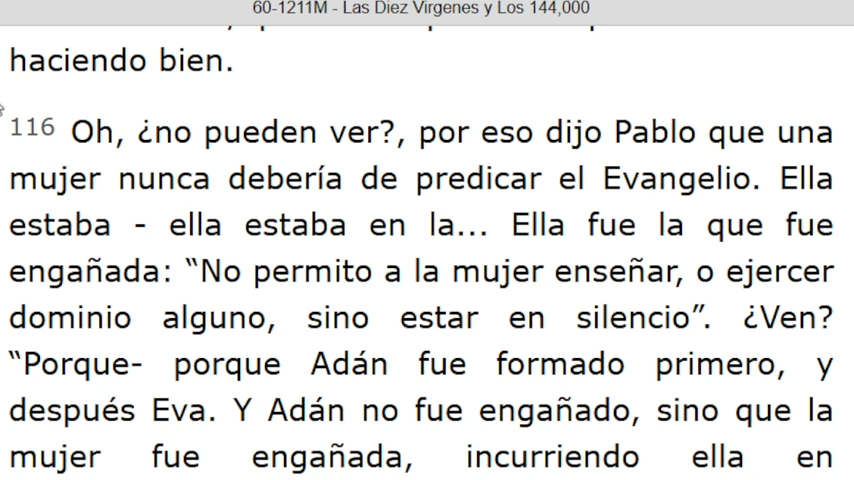 60-1211M - Las Diez Virgenes y Los 144,000
haciendo bien.
116 Oh, ¿no pueden ver?, por eso dijo Pablo que una
mujer nunca debería de predicar el Evangelio. Ella
estaba - ella estaba en la... Ella fue la que fue
engañada: “No permito a la mujer enseñar, o ejercer
dominio alguno, sino estar en silencio”. ¿Ven?
“Porque- porque Adán fue formado primero, y
después Eva. Y Adán no fue engañado, sino que la
mujer fue engañada, incurriendo ella en